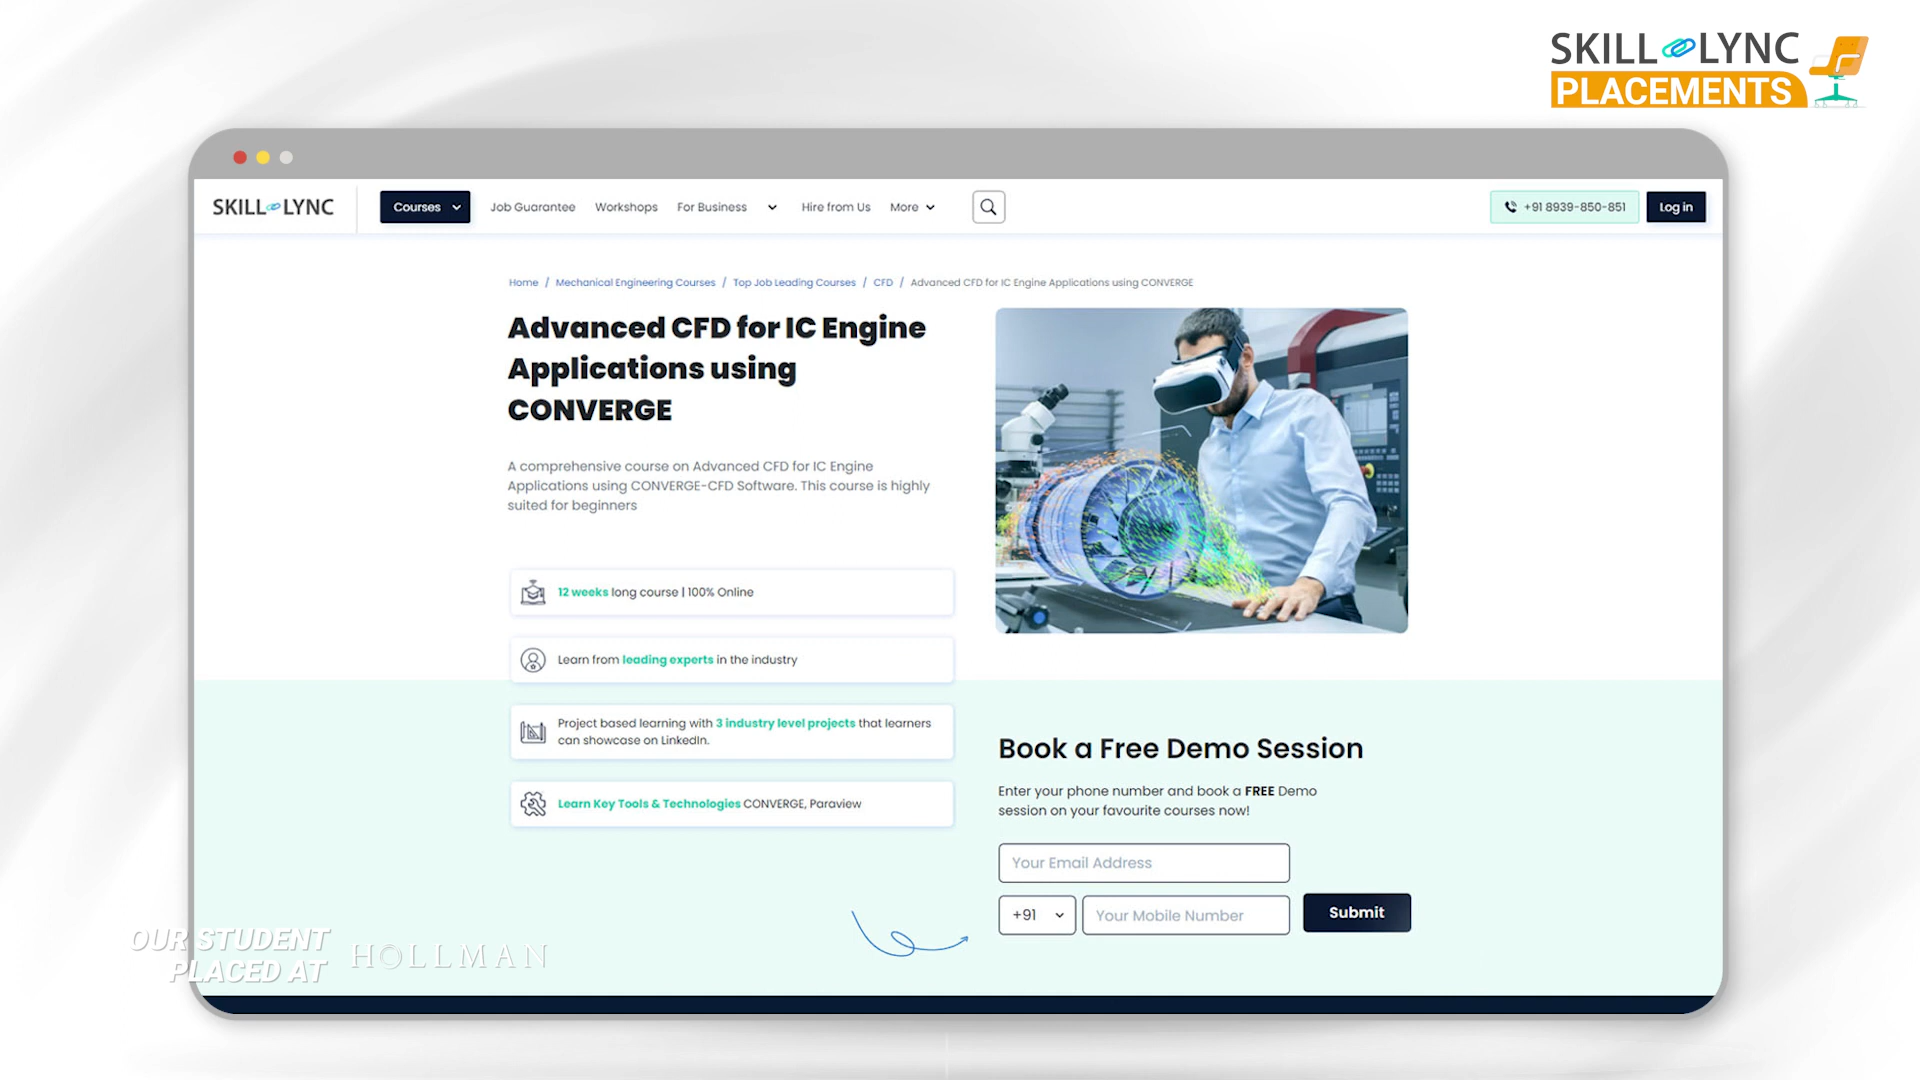 SKILL LYNC
PLACEMENTS
SKILL LYNC
Courses
Job Guarantee
Workshops
For Business
Hire from Us
More
+91 8939-850-851
Log in
Home / Mechanical Engineering Courses / Top Job Leading Courses / CFD / Advanced CFD for IC Engine Applications using CONVERGE
Advanced CFD for IC Engine
Applications using
CONVERGE
A comprehensive course on Advanced CFD for IC Engine
Applications using CONVERGE-CFD Software. This course is highly
suited for beginners
12 weeks long course | 100% Online
Learn from leading experts in the industry
Project based learning with 3 industry level projects that learners
can showcase on LinkedIn.
Learn Key Tools & Technologies CONVERGE, Paraview
Book a Free Demo Session
Enter your phone number and book a FREE Demo
session on your favourite courses now!
Your Email Address
+91
Your Mobile Number
Submit
OUR STUDENT
PLACED AT
HOLLMAN